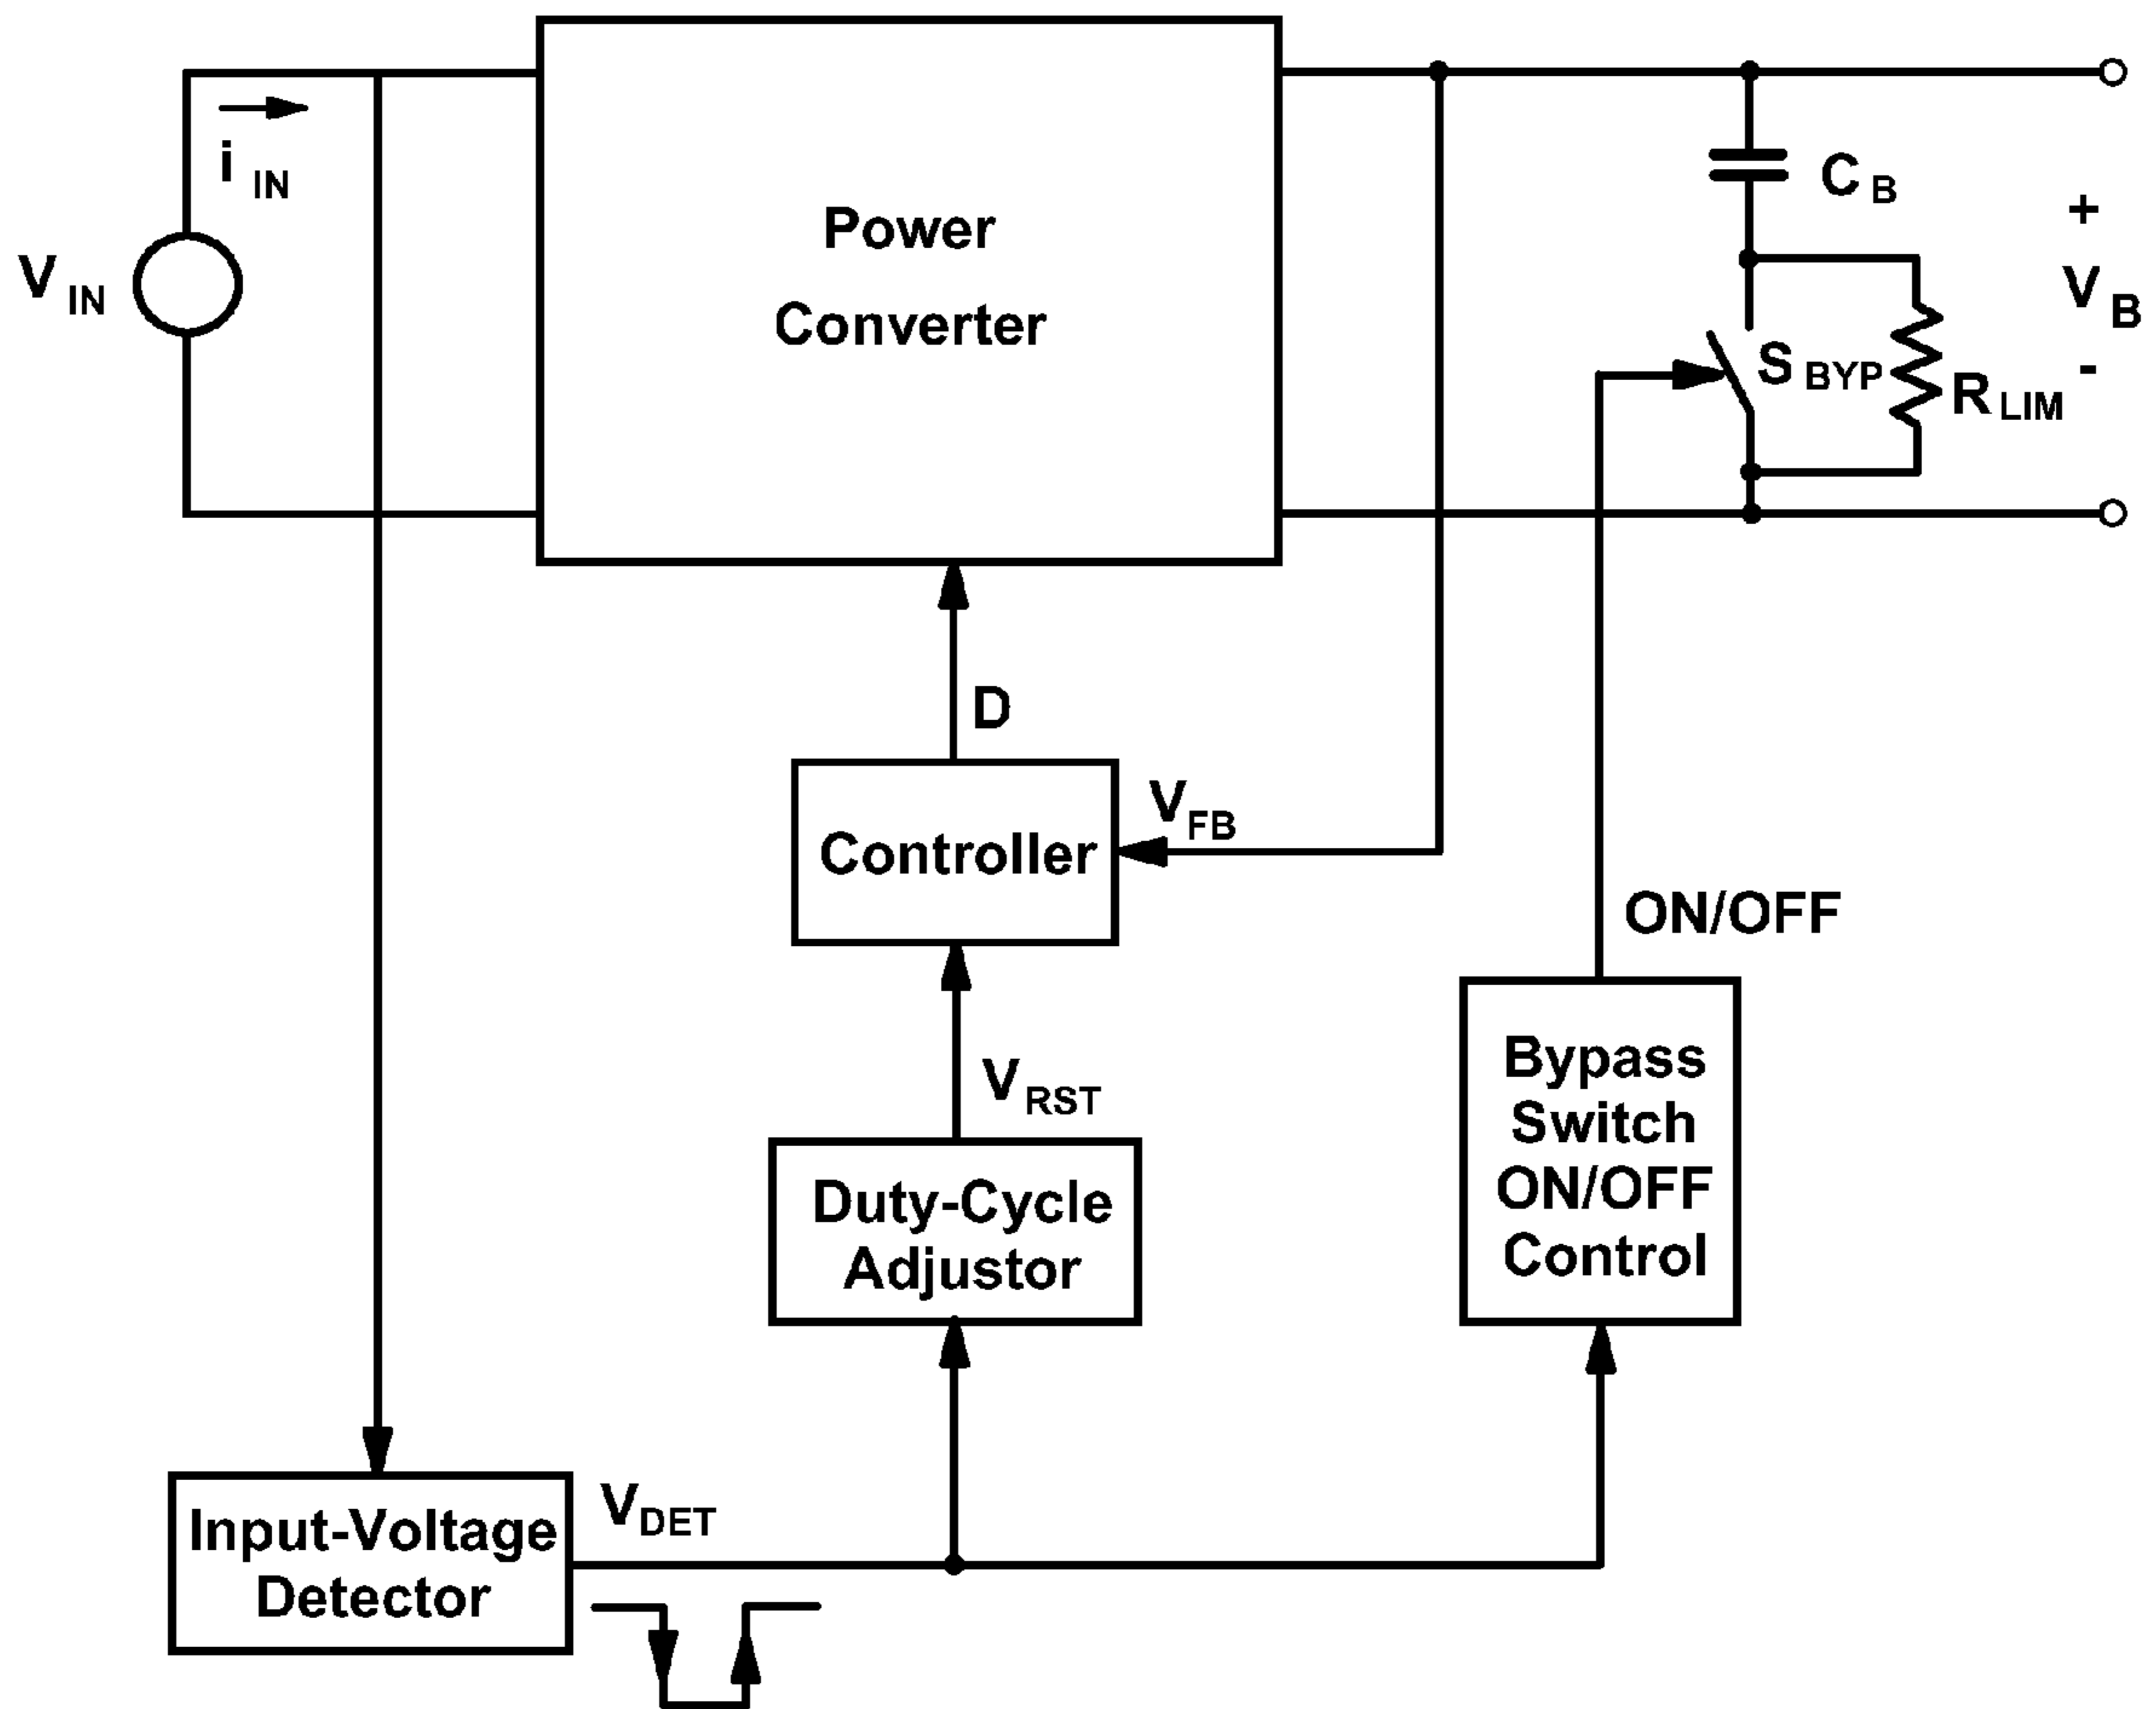 Power
Converter
i IN
V IN
C B
+
V B
-
S BYP
R LIM
D
V FB
Controller
ON/OFF
V RST
Bypass
Switch
ON/OFF
Control
Duty-Cycle
Adjustor
V DET
Input-Voltage
Detector